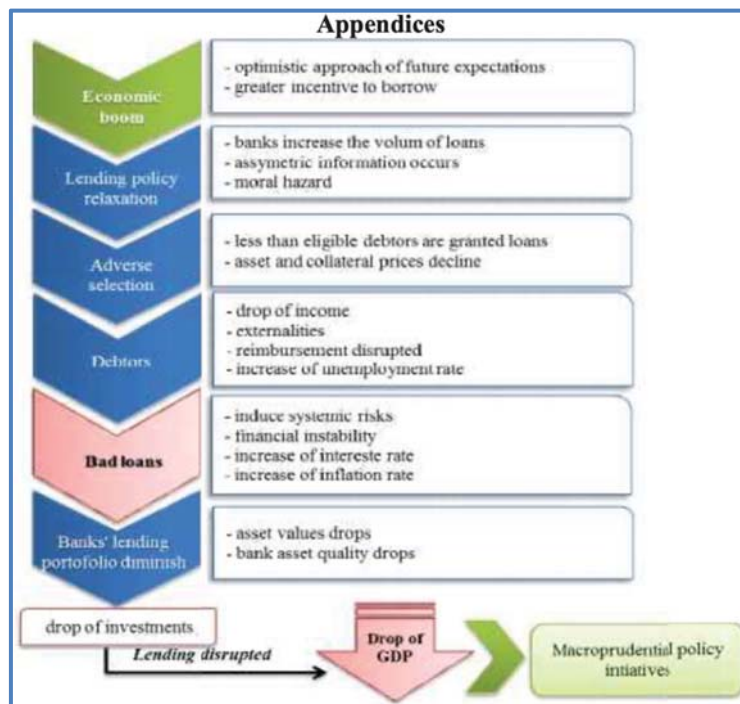 Appendices
Economic
boom
- optimistic approach of future expectations
- greater incentive to borrow
Lending policy
relaxation
- banks increase the volum of loans
- assymetric information occurs
- moral hazard
Adverse
selection
- less than eligible debtors are granted loans
- asset and collateral prices decline
Debtors
- drop of income
- externalities
- reimbursement disrupted
- increase of unemployment rate
Bad loans
- induce systemic risks
- financial instability
- increase of intereste rate
- increase of inflation rate
Banks' lending
portofolio diminish
- asset values drops
- bank asset quality drops
drop of investments
Lending disrupted
Drop of
GDP
Macroprudential policy
intiatives